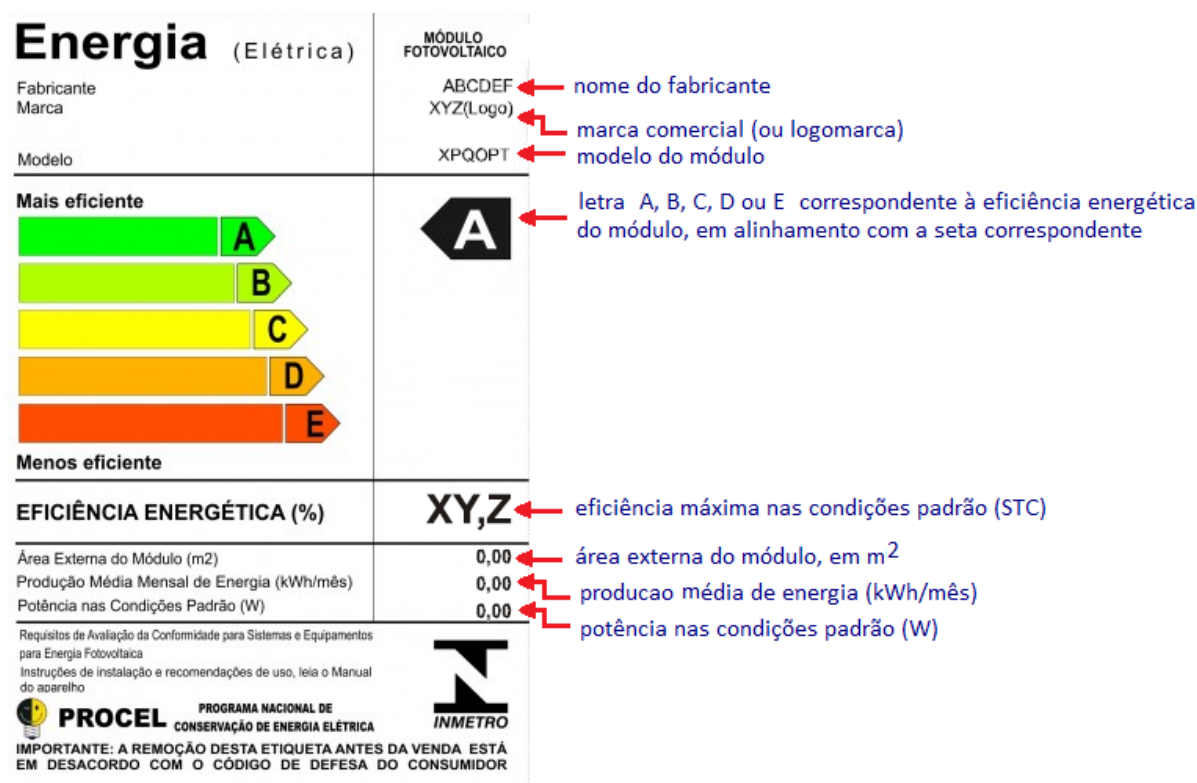 Energia (Elétrica)
MÓDULO
FOTOVOLTAICO
Fabricante
ABCDEF
nome do fabricante
Marca
XYZ(Logo)
marca comercial (ou logomarca)
Modelo
XPQOPT
modelo do módulo
Mais eficiente
A
B
C
D
E
Menos eficiente
A
letra A, B, C, D ou E correspondente à eficiência energética
do módulo, em alinhamento com a seta correspondente
EFICIÊNCIA ENERGÉTICA (%)
XY,Z
eficiência máxima nas condições padrão (STC)
Área Externa do Módulo (m2)
0,00
área externa do módulo, em m²
Produção Média Mensal de Energia (kWh/mês)
0,00
producao média de energia (kWh/mês)
Potência nas Condições Padrão (W)
0,00
potência nas condições padrão (W)
Requisitos de Avaliação da Conformidade para Sistemas e Equipamentos
para Energia Fotovoltaica
Instruções de instalação e recomendações de uso, leia o Manual
do aparelho
PROCEL
PROGRAMA NACIONAL DE
CONSERVAÇÃO DE ENERGIA ELÉTRICA
INMETRO
IMPORTANTE: A REMOÇÃO DESTA ETIQUETA ANTES DA VENDA ESTÁ
EM DESACORDO COM O CÓDIGO DE DEFESA DO CONSUMIDOR